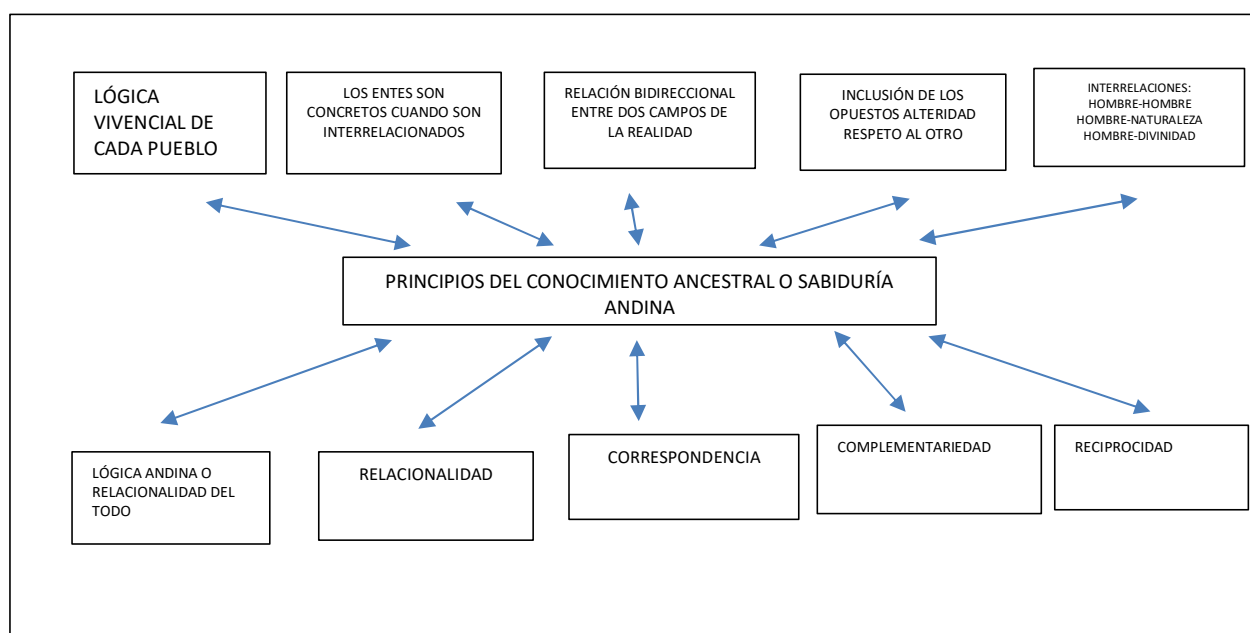 LÓGICA
VIVENCIAL DE
CADA PUEBLO
LOS ENTES SON
CONCRETOS CUANDO SON
INTERRELACIONADOS
RELACIÓN BIDIRECCIONAL
ENTRE DOS CAMPOS DE
LA REALIDAD
INCLUSIÓN DE LOS
OPUESTOS ALTERIDAD
RESPETO AL OTRO
INTERRELACIONES:
HOMBRE-HOMBRE
HOMBRE-NATURALEZA
HOMBRE-DIVINIDAD
PRINCIPIOS DEL CONOCIMIENTO ANCESTRAL O SABIDURÍA
ANDINA
LÓGICA ANDINA O
RELACIONALIDAD DEL
TODO
RELACIONALIDAD
CORRESPONDENCIA
COMPLEMENTARIEDAD
RECIPROCIDAD